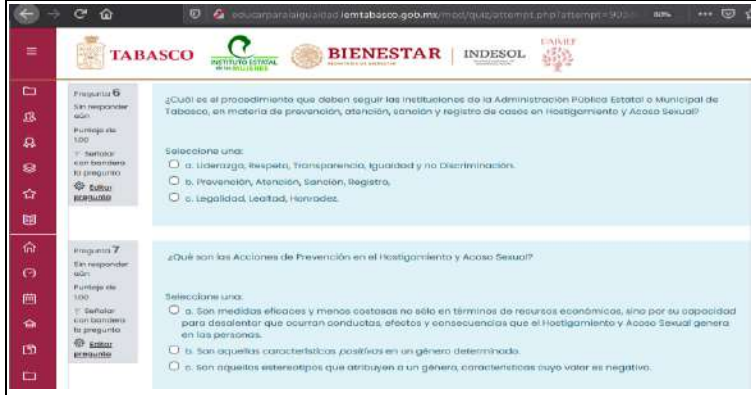 educarparalaigualdad.iemtabasco.gob.mx/mod/quiz/attempt.php?attempt=903
80%
TABASCO
INSTITUTO ESTATAL
de las MUJERES
BIENESTAR
INDESOL
Pregunta 6
Sin responder
aún
Puntaje de
1.00
Señalar
con bandera
la pregunta
Editar
pregunta
¿Cuál es el procedimiento que deben seguir las instituciones de la Administración Pública Estatal o Municipal de
Tabasco, en materia de prevención, atención, sanción y registro de casos en Hostigamiento y Acoso Sexual?
Seleccione una:
a. Liderazgo, Respeto, Transparencia, Igualdad y no Discriminación.
b. Prevención, Atención, Sanción, Registro,
c. Legalidad, Lealtad, Honradez.
Pregunta 7
Sin responder
aún
Puntaje de
1.00
Señalar
con bandera
la pregunta
Editar
pregunta
¿Qué son las Acciones de Prevención en el Hostigamiento y Acoso Sexual?
Seleccione una:
a. Son medidas eficaces y menos costosas no sólo en términos de recursos económicos, sino por su capacidad
para desalentar que ocurran conductas, efectos y consecuencias que el Hostigamiento y Acoso Sexual genera
en las personas.
b. Son aquellas características positivas en un género determinado.
c. Son aquellos estereotipos que atribuyen a un género, características cuyo valor es negativo.